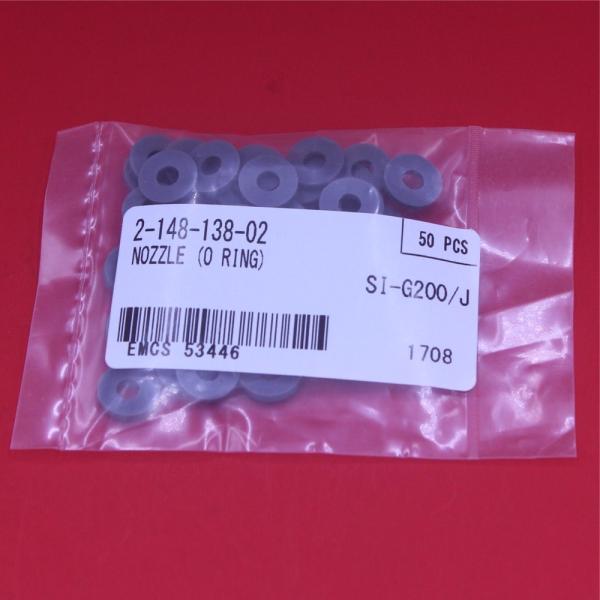 2-148-138-02
50 PCS
NOZZLE (O RING)
SI-G200/J
EMCS 53446
1708